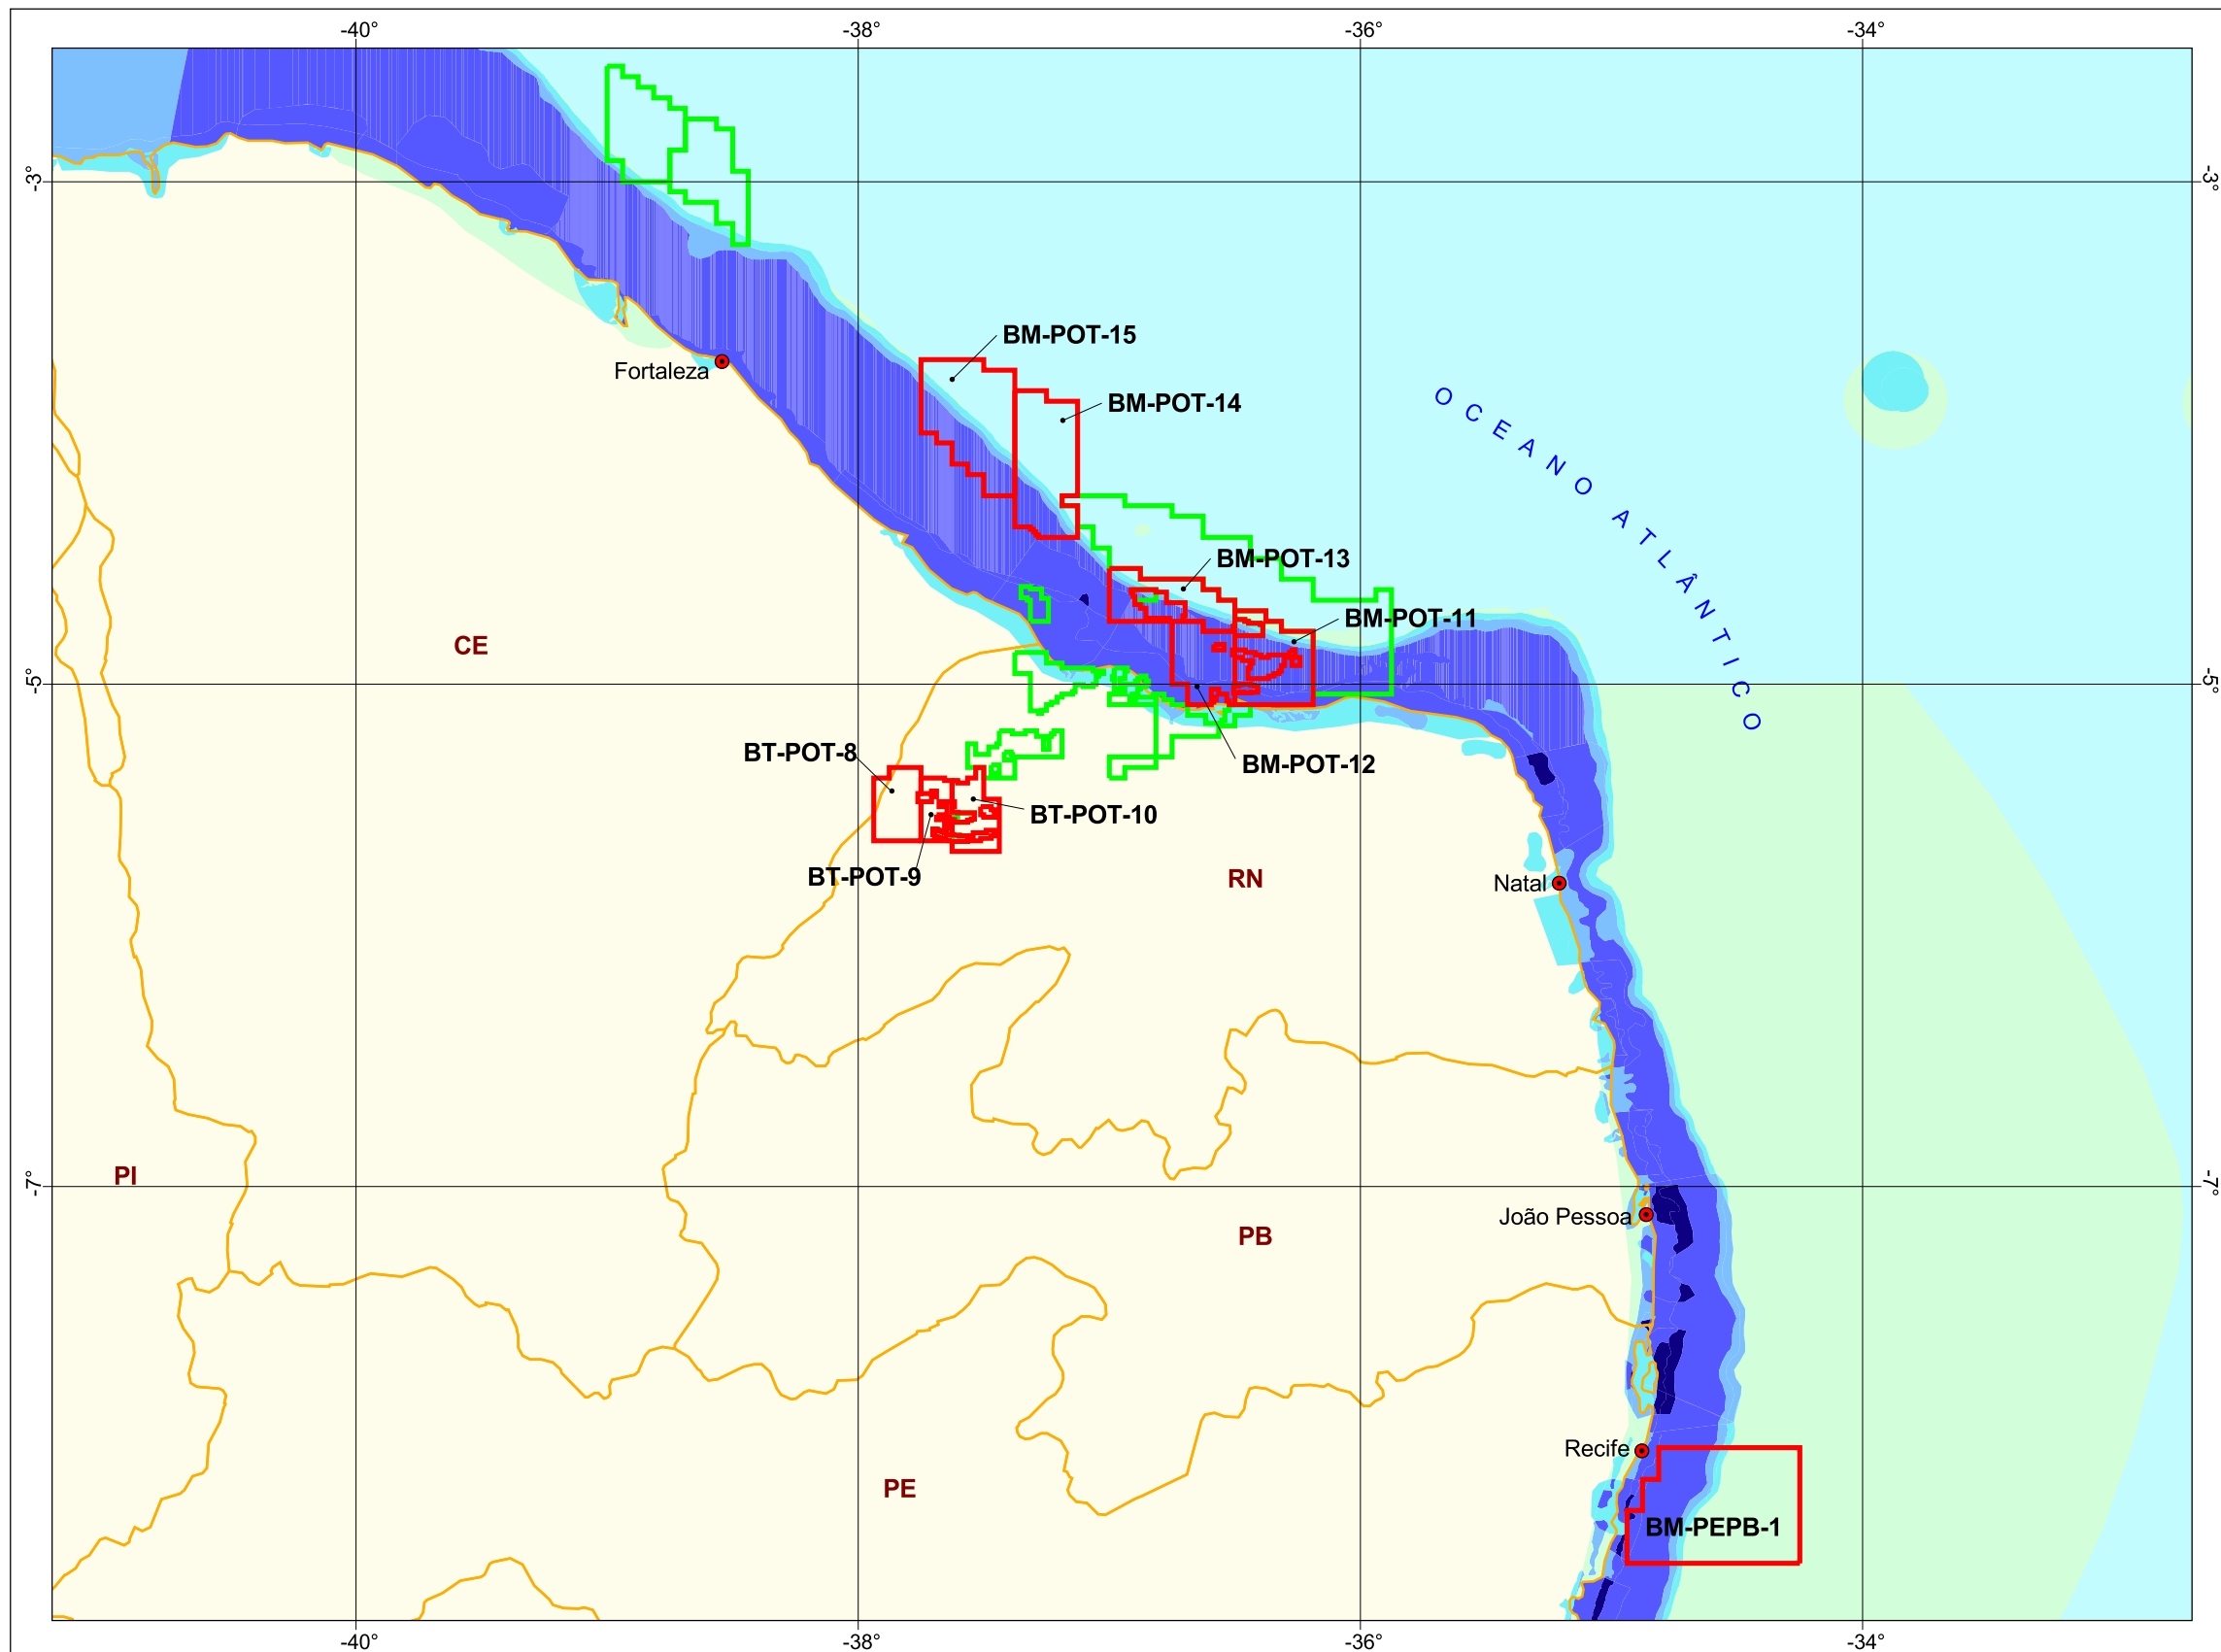 -40°
-38°
-36°
-34°
-3°
-3°
BM-POT-15
Fortaleza
BM-POT-14
OCEANO ATLÂNTICO
BM-POT-13
BM-POT-11
CE
-5°
-5°
BT-POT-8
BM-POT-12
BT-POT-10
BT-POT-9
RN
Natal
PI
-7°
-7°
João Pessoa
PB
Recife
PE
BM-PEPB-1
-40°
-38°
-36°
-34°